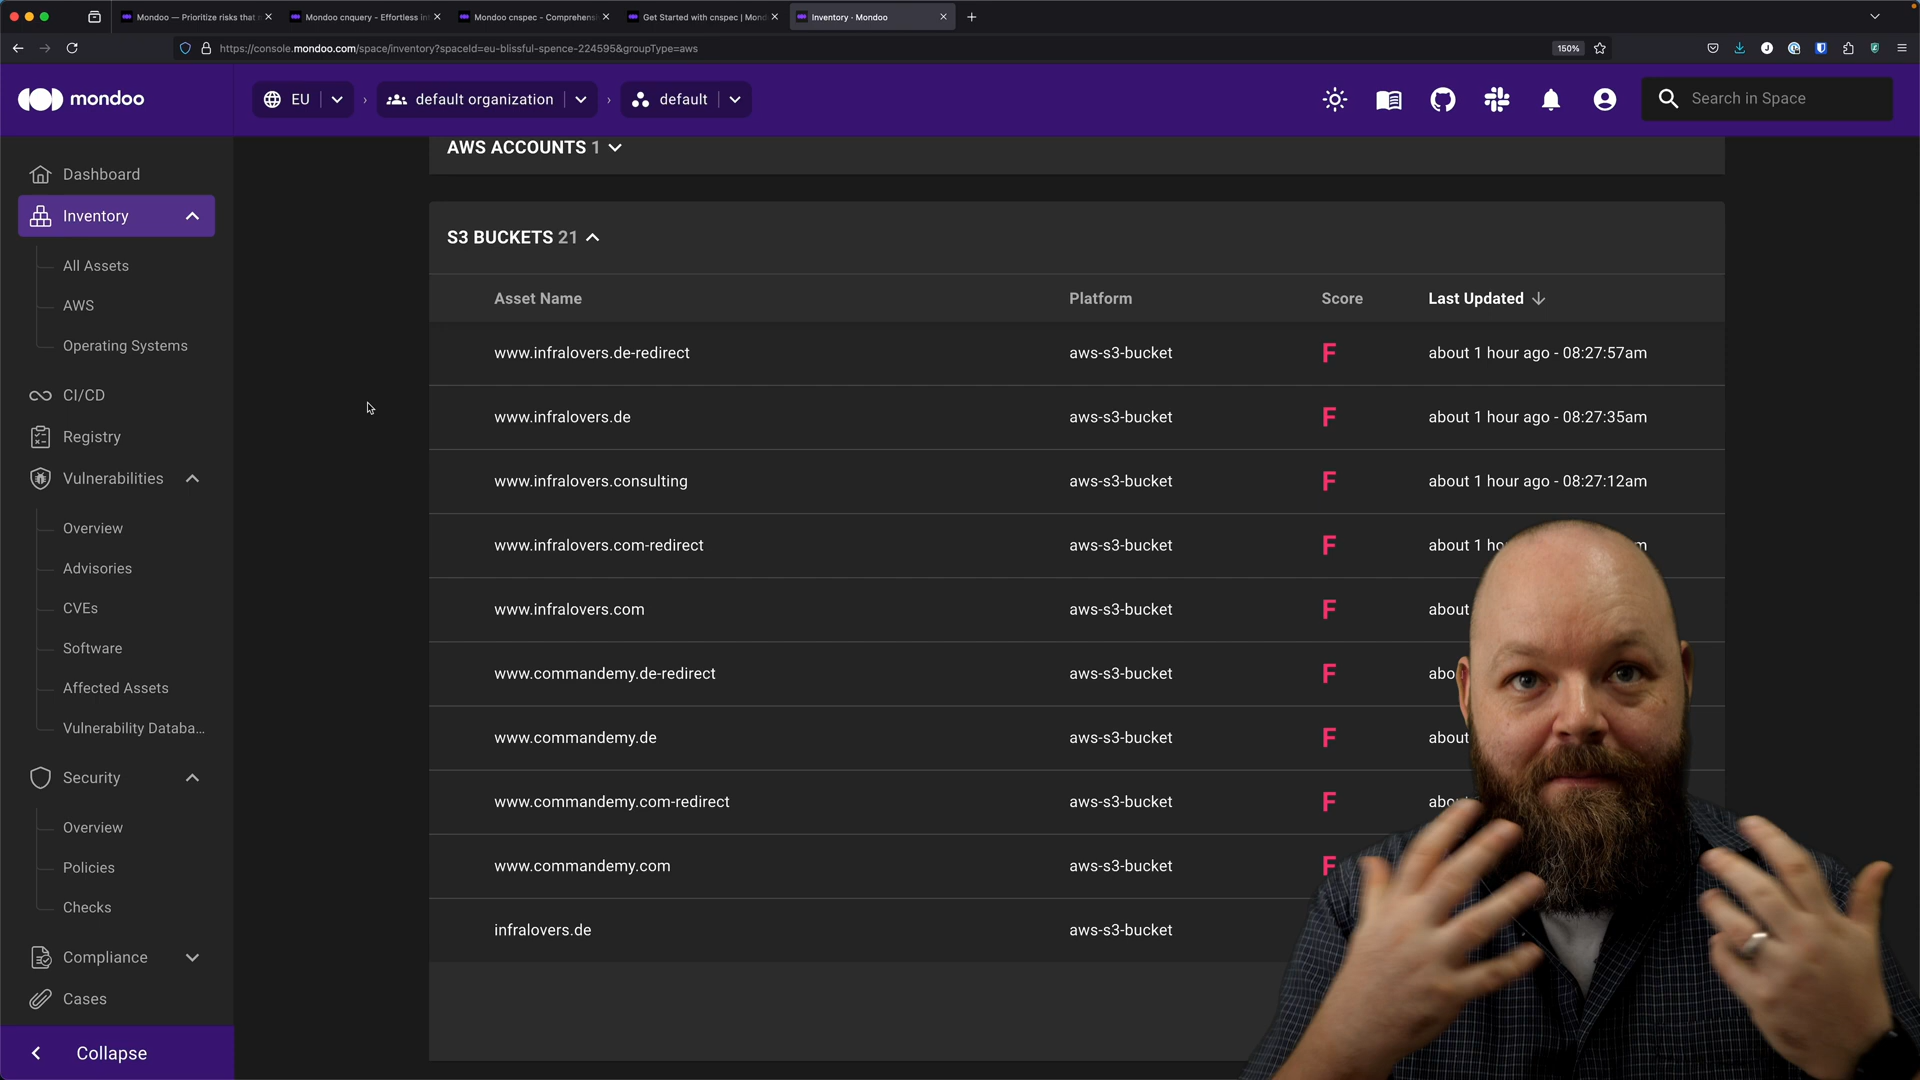 Mondoo — Prioritize risks that
Mondoo cnquery - Effortless in
Mondoo cnspec - Comprehensi
Get Started with cnspec | Mond
Inventory · Mondoo
https://console.mondoo.com/space/inventory?spaceId=eu-blissful-spence-224595&groupType=aws
150%
mondoo
EU
default organization
default
Search in Space
Dashboard
Inventory
All Assets
AWS
Operating Systems
CI/CD
Registry
Vulnerabilities
Overview
Advisories
CVEs
Software
Affected Assets
Vulnerability Databa...
Security
Overview
Policies
Checks
Compliance
Cases
Collapse
AWS ACCOUNTS 1
S3 BUCKETS 21
Asset Name Platform Score Last Updated
www.infralovers.de-redirect aws-s3-bucket F about 1 hour ago - 08:27:57am
www.infralovers.de aws-s3-bucket F about 1 hour ago - 08:27:35am
www.infralovers.consulting aws-s3-bucket F about 1 hour ago - 08:27:12am
www.infralovers.com-redirect aws-s3-bucket F about 1 ho m
www.infralovers.com aws-s3-bucket F about
www.commandemy.de-redirect aws-s3-bucket F abo
www.commandemy.de aws-s3-bucket F about
www.commandemy.com-redirect aws-s3-bucket F abo
www.commandemy.com aws-s3-bucket F
infralovers.de aws-s3-bucket